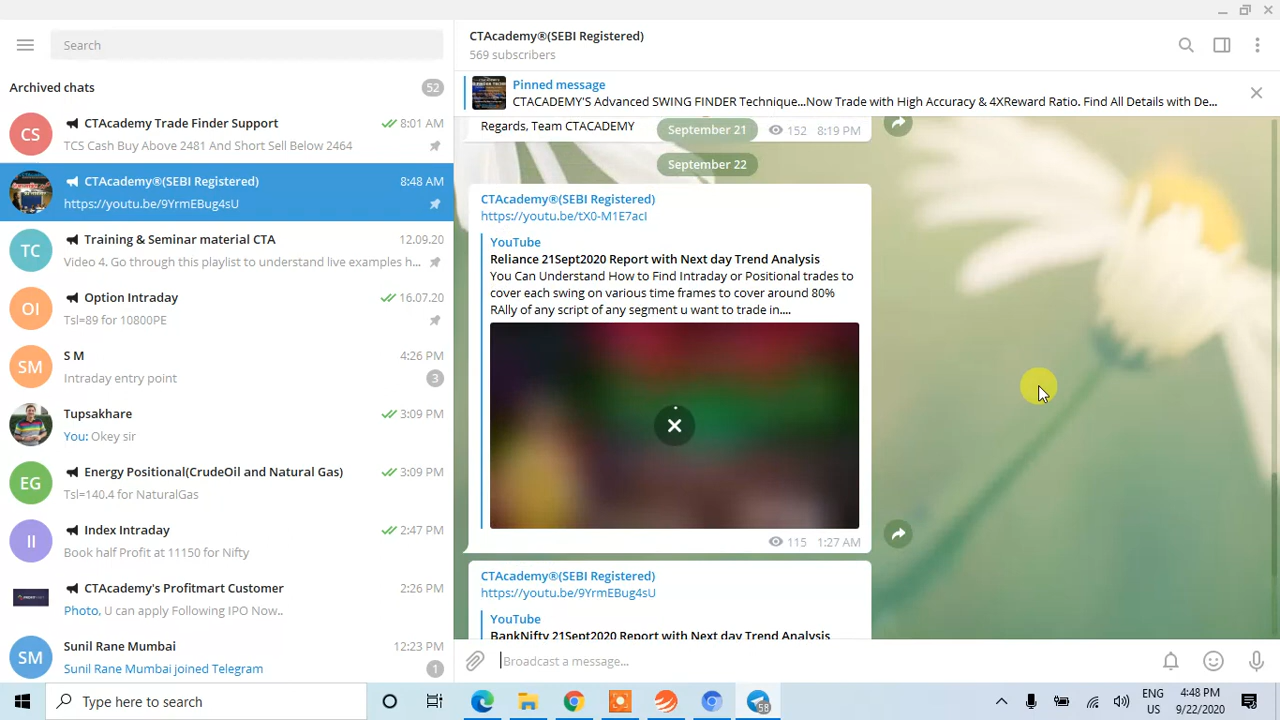 Search
Archived chats
52
CS
CTAcademy Trade Finder Support
8:01 AM
TCS Cash Buy Above 2481 And Short Sell Below 2464
CTAcademy®(SEBI Registered)
8:48 AM
https://youtu.be/9YrmEBug4sU
TC
Training & Seminar material CTA
12.09.20
Video 4. Go through this playlist to understand live examples h...
OI
Option Intraday
16.07.20
Tsl=89 for 10800PE
SM
S M
4:26 PM
Intraday entry point
3
Tupsakhare
3:09 PM
You: Okey sir
EG
Energy Positional(CrudeOil and Natural Gas)
3:09 PM
Tsl=140.4 for NaturalGas
II
Index Intraday
2:47 PM
Book half Profit at 11150 for Nifty
CTAcademy's Profitmart Customer
2:26 PM
Photo, U can apply Following IPO Now..
SM
Sunil Rane Mumbai
12:23 PM
Sunil Rane Mumbai joined Telegram
1
CTAcademy®(SEBI Registered)
569 subscribers
Pinned message
CTACADEMY'S Advanced SWING FINDER Technique...Now Trade with High Accuracy & 4xReward Ratio. Find All Details With De...
Regards, Team CTACADEMY
September 21
152 8:19 PM
September 22
CTAcademy®(SEBI Registered)
https://youtu.be/tX0-M1E7acI
YouTube
Reliance 21Sept2020 Report with Next day Trend Analysis
You Can Understand How to Find Intraday or Positional trades to
cover each swing on various time frames to cover around 80%
RAlly of any script of any segment u want to trade in....
115 1:27 AM
CTAcademy®(SEBI Registered)
https://youtu.be/9YrmEBug4sU
YouTube
BankNifty 21Sept2020 Report with Next day Trend Analysis
Broadcast a message...
Type here to search
58
ENG
US
4:48 PM
9/22/2020